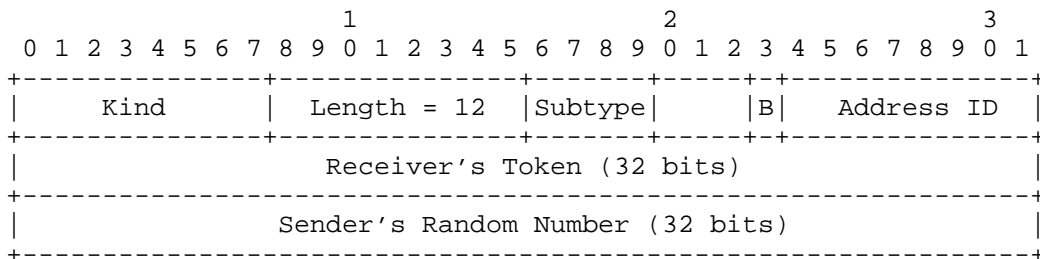 1                   2                   3
 0 1 2 3 4 5 6 7 8 9 0 1 2 3 4 5 6 7 8 9 0 1 2 3 4 5 6 7 8 9 0 1
+---------------+---------------+-------+-----+-+---------------+
|     Kind      |  Length = 12  |Subtype|     |B|   Address ID  |
+---------------+---------------+-------+-----+-+---------------+
|                   Receiver's Token (32 bits)                  |
+---------------------------------------------------------------+
|                Sender's Random Number (32 bits)               |
+---------------------------------------------------------------+